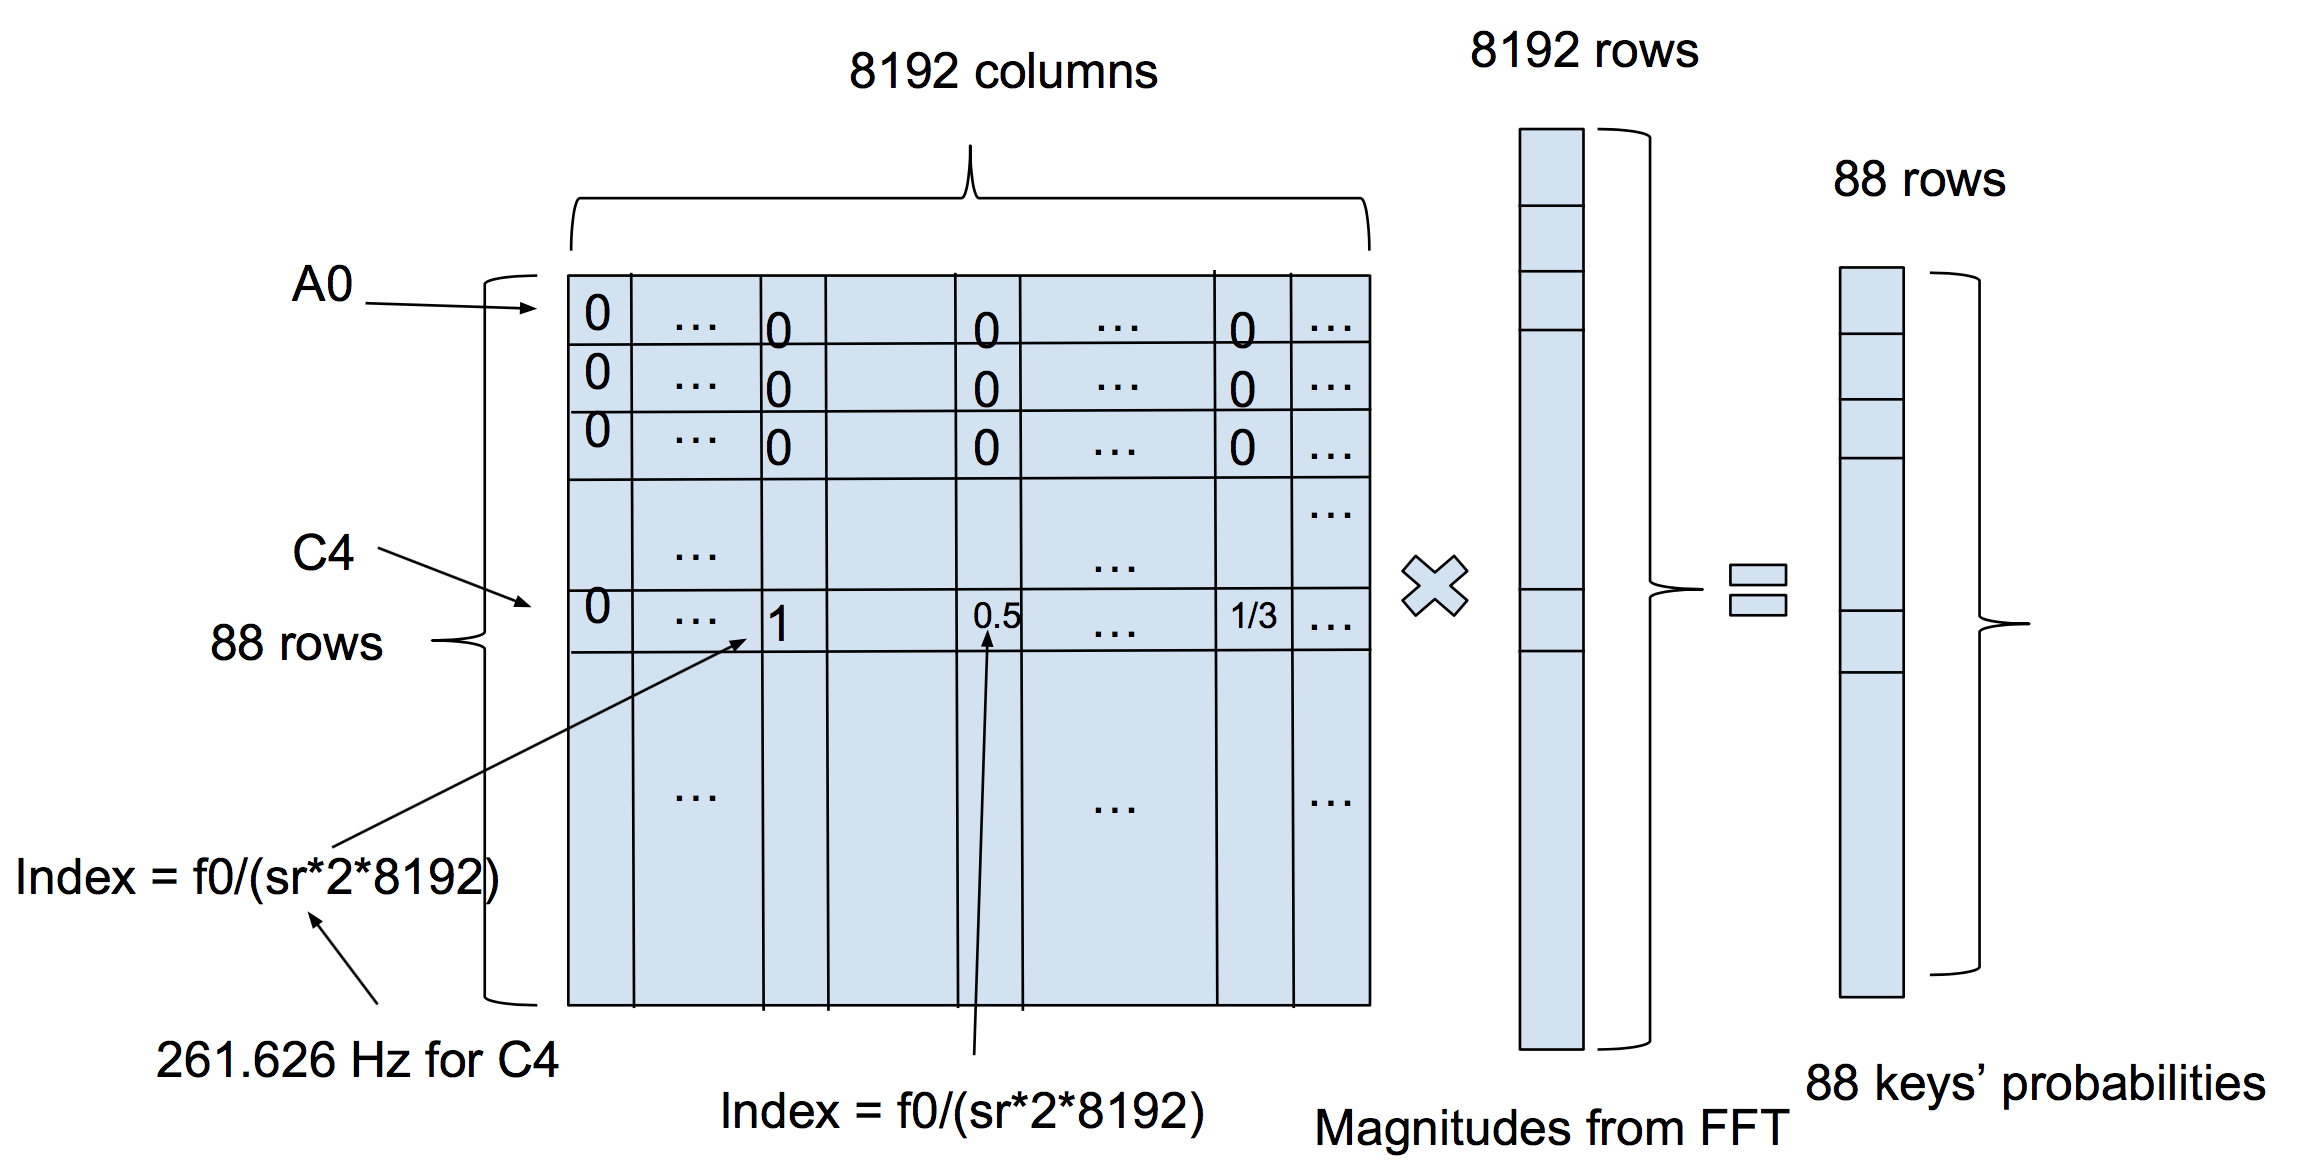 8192 columns
8192 rows
88 rows
A0
0 ... 0 0 ... 0 ...
0 ... 0 0 ... 0 ...
0 ... 0 0 ... 0 ...
...
... ...
C4
0 ... 1 0.5 ... 1/3 ...
88 rows
... ... ...
Index = f0/(sr*2*8192)
261.626 Hz for C4
Index = f0/(sr*2*8192)
Magnitudes from FFT
88 keys’ probabilities